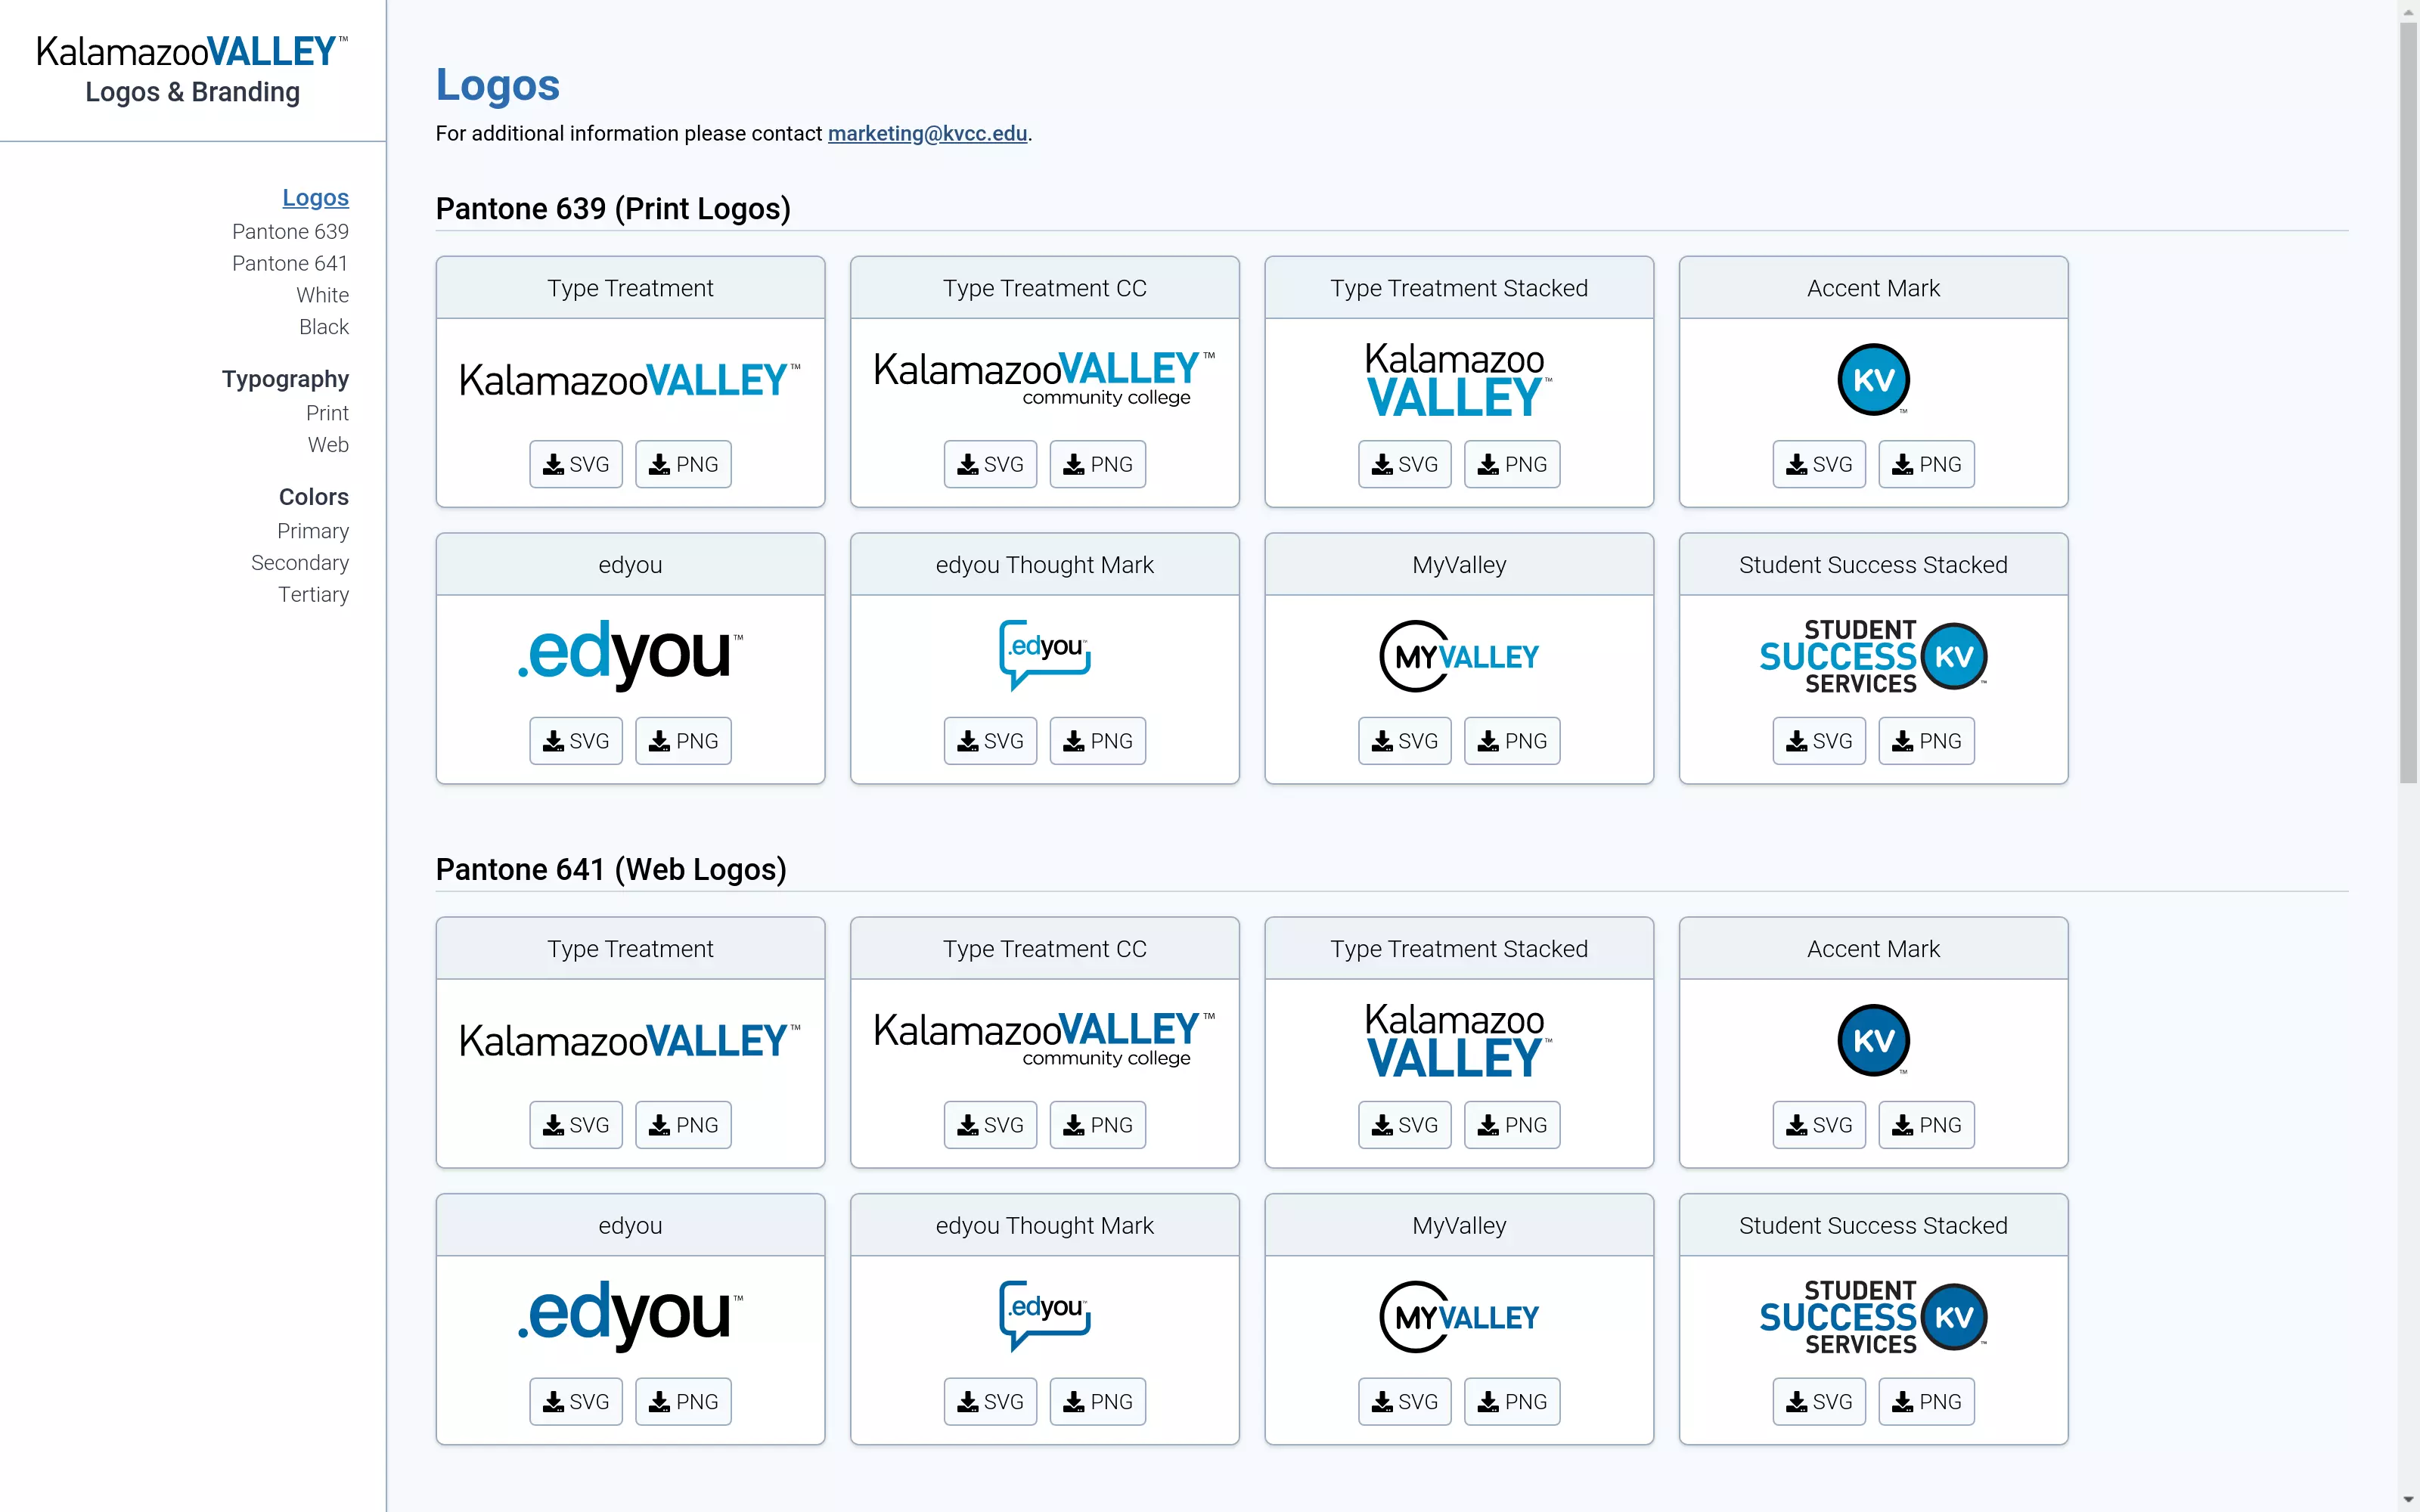 KalamazooVALLEY™
Logos & Branding
Logos
Pantone 639
Pantone 641
White
Black
Typography
Print
Web
Colors
Primary
Secondary
Tertiary
Logos
For additional information please contact marketing@kvcc.edu.
Pantone 639 (Print Logos)
Type Treatment
KalamazooVALLEY™
SVG PNG
Type Treatment CC
KalamazooVALLEY™
community college
SVG PNG
Type Treatment Stacked
Kalamazoo
VALLEY™
SVG PNG
Accent Mark
KV™
SVG PNG
edyou
.edyou™
SVG PNG
edyou Thought Mark
.edyou™
SVG PNG
MyValley
MYVALLEY
SVG PNG
Student Success Stacked
STUDENT
SUCCESS KV™
SERVICES
SVG PNG
Pantone 641 (Web Logos)
Type Treatment
KalamazooVALLEY™
SVG PNG
Type Treatment CC
KalamazooVALLEY™
community college
SVG PNG
Type Treatment Stacked
Kalamazoo
VALLEY™
SVG PNG
Accent Mark
KV™
SVG PNG
edyou
.edyou™
SVG PNG
edyou Thought Mark
.edyou™
SVG PNG
MyValley
MYVALLEY
SVG PNG
Student Success Stacked
STUDENT
SUCCESS KV™
SERVICES
SVG PNG